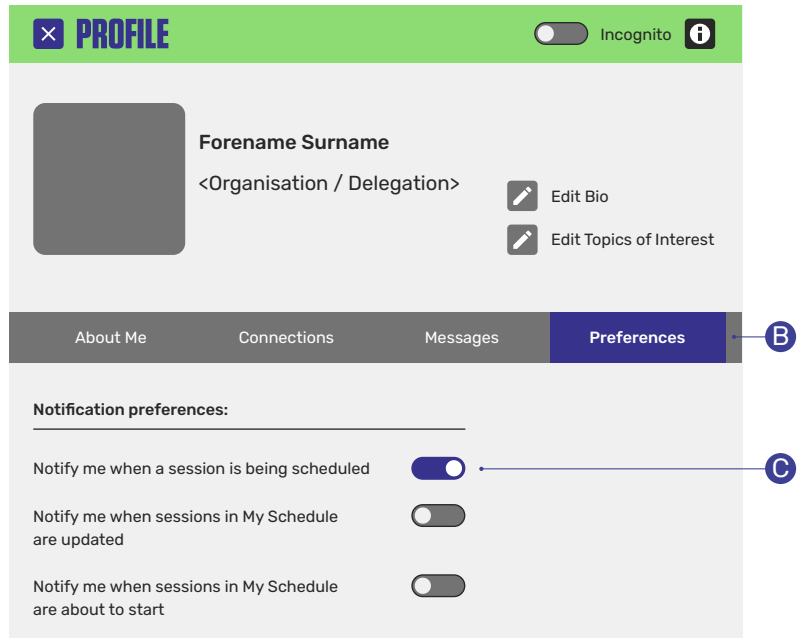 PROFILE
Incognito
Forename Surname
<Organisation / Delegation>
Edit Bio
Edit Topics of Interest
About Me Connections Messages Preferences
B
Notification preferences:
Notify me when a session is being scheduled
C
Notify me when sessions in My Schedule
are updated
Notify me when sessions in My Schedule
are about to start